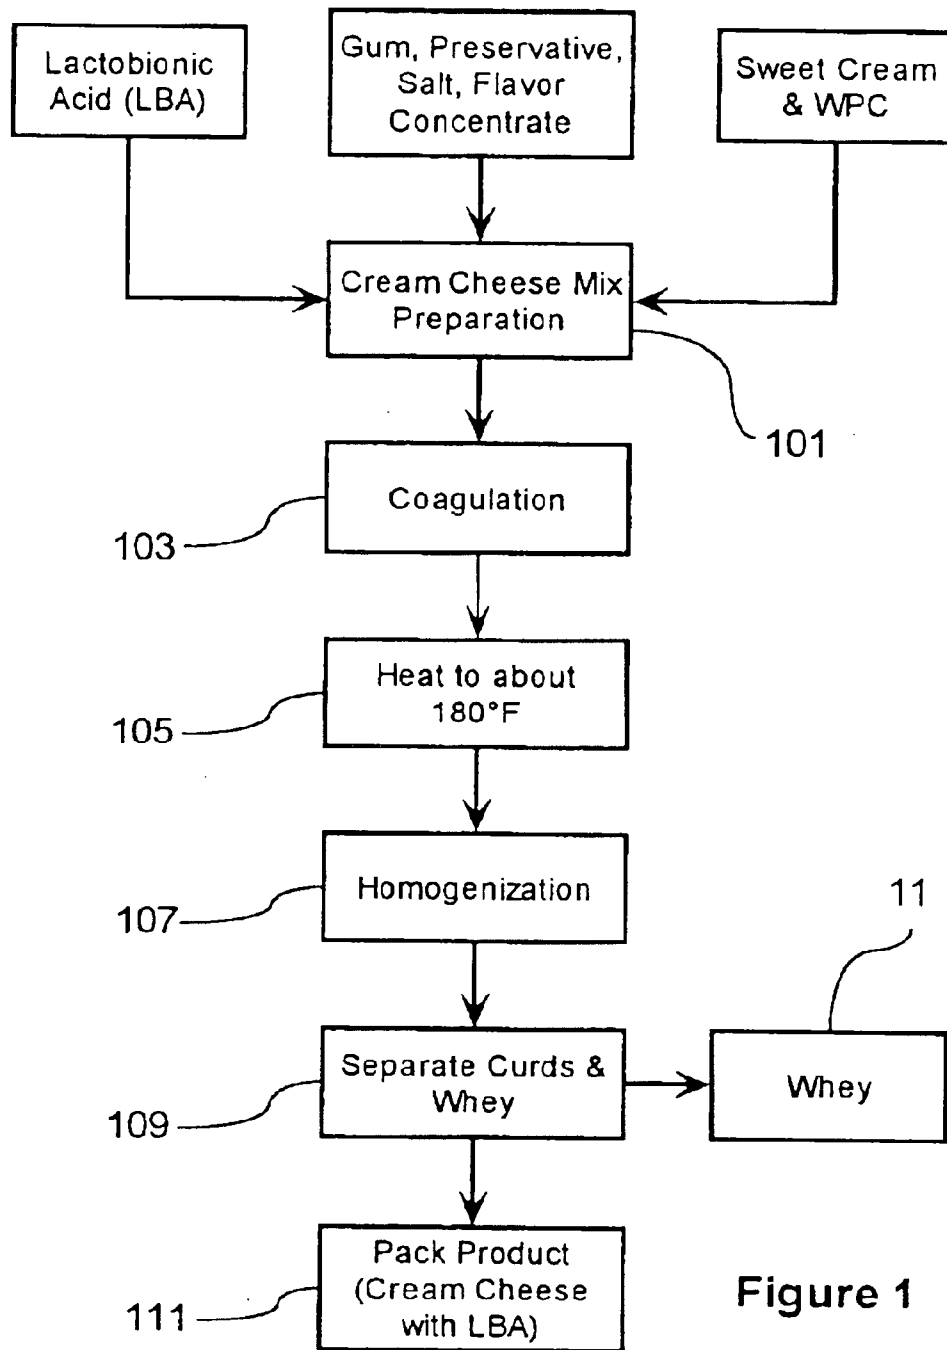 Lactobionic
Acid (LBA)
Gum, Preservative,
Salt, Flavor
Concentrate
Sweet Cream
& WPC
Cream Cheese Mix
Preparation
101
Coagulation
103
Heat to about
180°F
105
Homogenization
107
11
Separate Curds &
Whey
109
Whey
Pack Product
(Cream Cheese
with LBA)
111
Figure 1